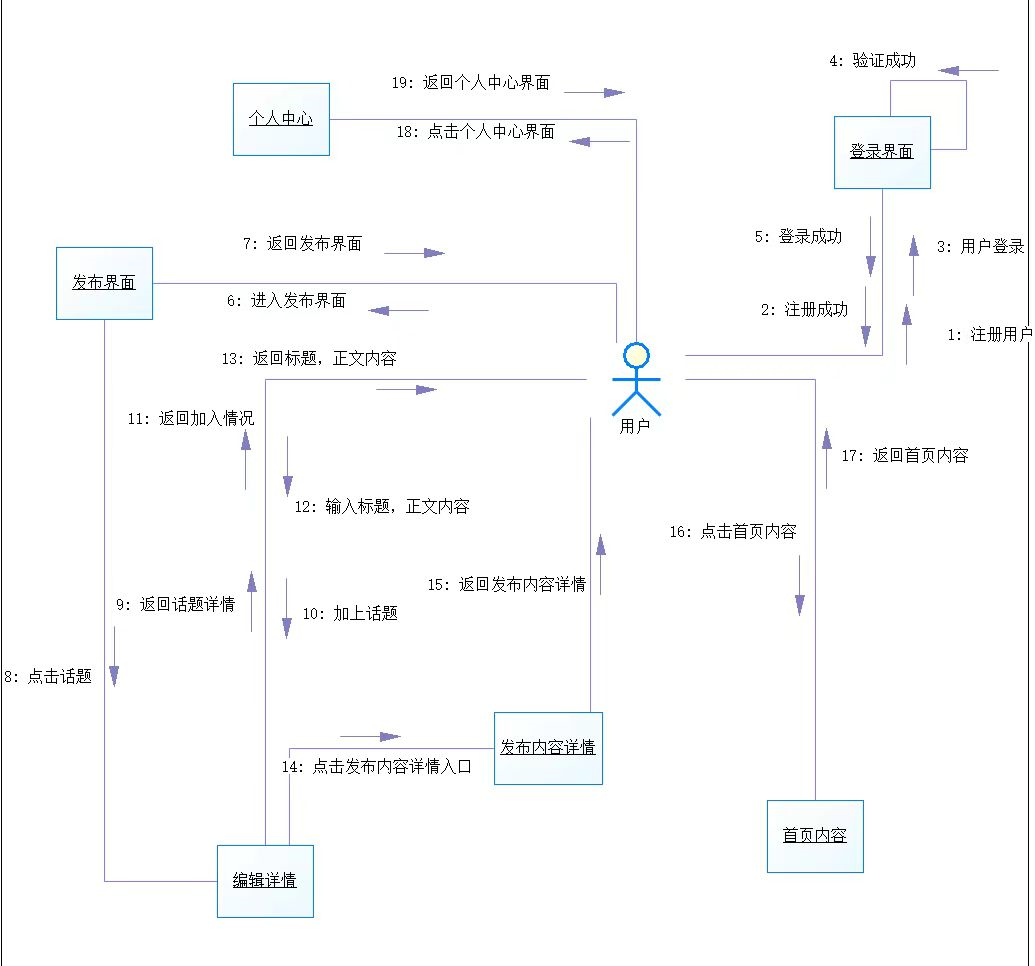 4: 验证成功
19: 返回个人中心界面
个人中心
18: 点击个人中心界面
登录界面
7: 返回发布界面
5: 登录成功
3: 用户登录
发布界面
6: 进入发布界面
2: 注册成功
1: 注册用户
13: 返回标题，正文内容
11: 返回加入情况
用户
17: 返回首页内容
12: 输入标题，正文内容
16: 点击首页内容
15: 返回发布内容详情
9: 返回话题详情
10: 加上话题
8: 点击话题
发布内容详情
14: 点击发布内容详情入口
首页内容
编辑详情